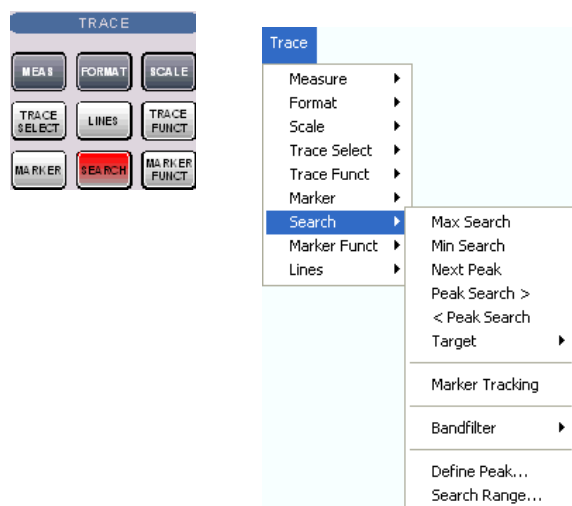 TRACE
MEAS
FORMAT
SCALE
TRACE
SELECT
LINES
TRACE
FUNCT
MARKER
SEARCH
MARKER
FUNCT
Trace
Measure
Format
Scale
Trace Select
Trace Funct
Marker
Search
Marker Funct
Lines
Max Search
Min Search
Next Peak
Peak Search >
< Peak Search
Target
Marker Tracking
Bandfilter
Define Peak...
Search Range...